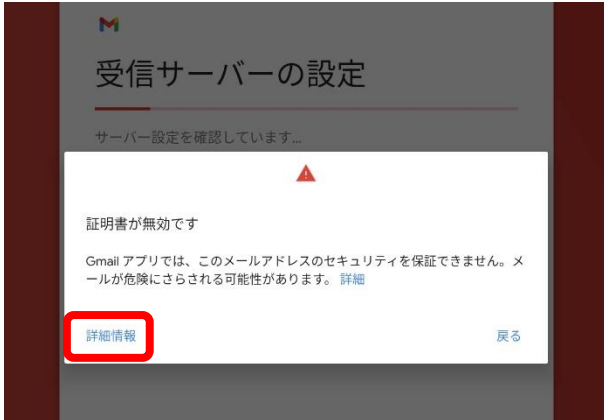 受信サーバーの設定
サーバー設定を確認しています...
証明書が無効です
Gmail アプリでは、このメールアドレスのセキュリティを保証できません。メ
ールが危険にさらされる可能性があります。 詳細
詳細情報
戻る